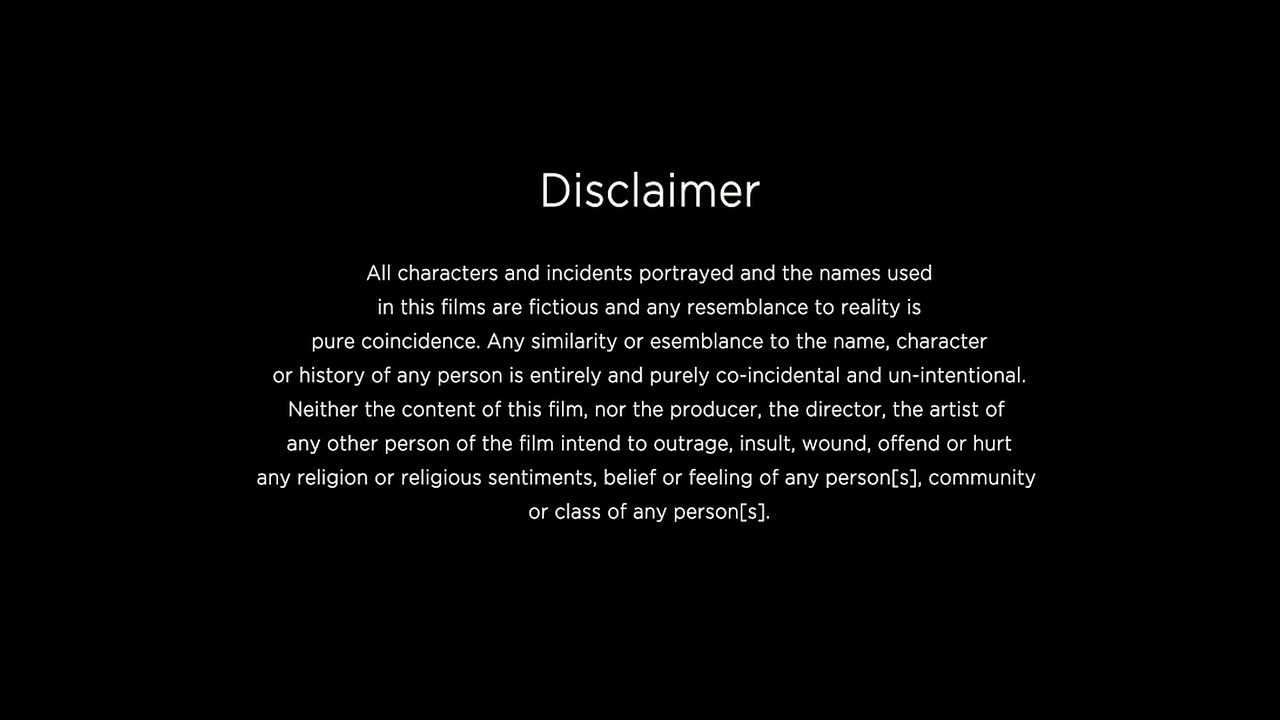 Disclaimer
All characters and incidents portrayed and the names used
in this films are fictious and any resemblance to reality is
pure coincidence. Any similarity or esemblance to the name, character
or history of any person is entirely and purely co-incidental and un-intentional.
Neither the content of this film, nor the producer, the director, the artist of
any other person of the film intend to outrage, insult, wound, offend or hurt
any religion or religious sentiments, belief or feeling of any person[s], community
or class of any person[s].